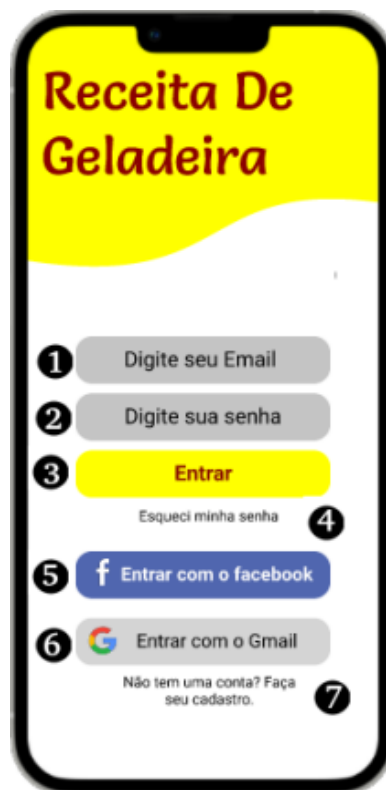 Receita De
Geladeira
1 Digite seu Email
2 Digite sua senha
3 Entrar
Esqueci minha senha 4
5 f Entrar com o facebook
6 G Entrar com o Gmail
Não tem uma conta? Faça
seu cadastro. 7